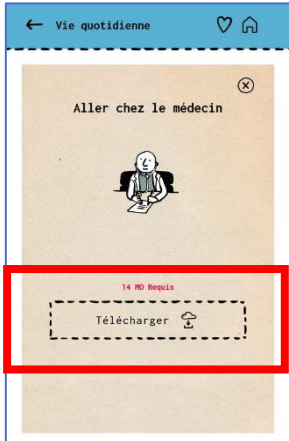 Vie quotidienne
Aller chez le médecin
14 MO Requis
Télécharger